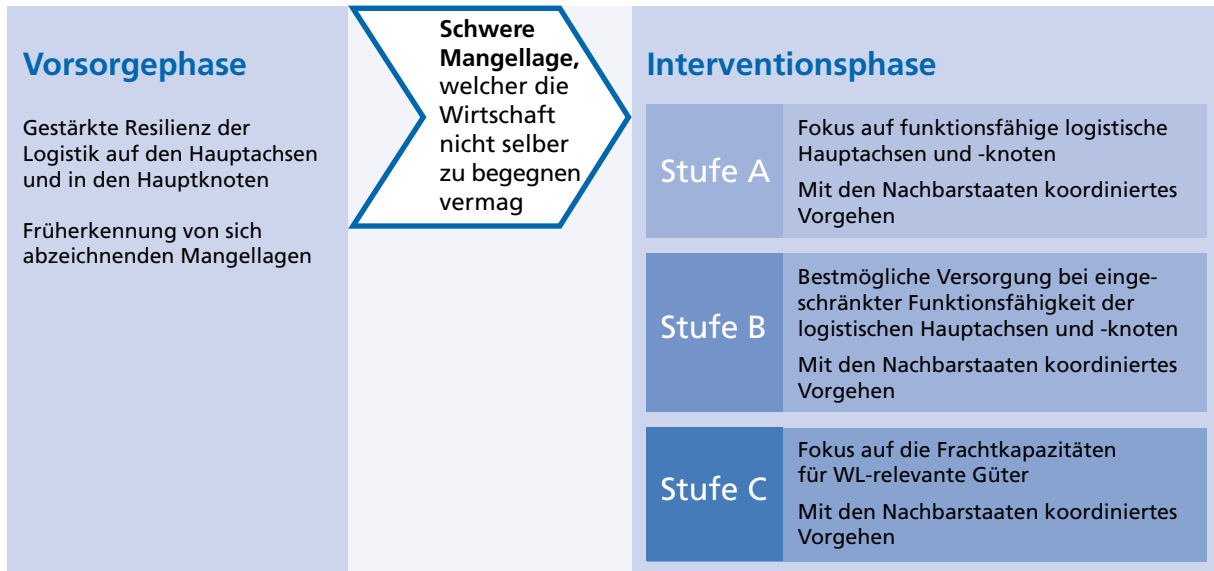 Vorsorgephase
Gestärkte Resilienz der
Logistik auf den Hauptachsen
und in den Hauptknoten
Früherkennung von sich
abzeichnenden Mangellagen
Schwere
Mangellage,
welcher die
Wirtschaft
nicht selber
zu begegnen
vermag
Interventionsphase
Stufe A
Fokus auf funktionsfähige logistische
Hauptachsen und -knoten
Mit den Nachbarstaaten koordiniertes
Vorgehen
Stufe B
Bestmögliche Versorgung bei einge-
schränkter Funktionsfähigkeit der
logistischen Hauptachsen und -knoten
Mit den Nachbarstaaten koordiniertes
Vorgehen
Stufe C
Fokus auf die Frachtkapazitäten
für WL-relevante Güter
Mit den Nachbarstaaten koordiniertes
Vorgehen